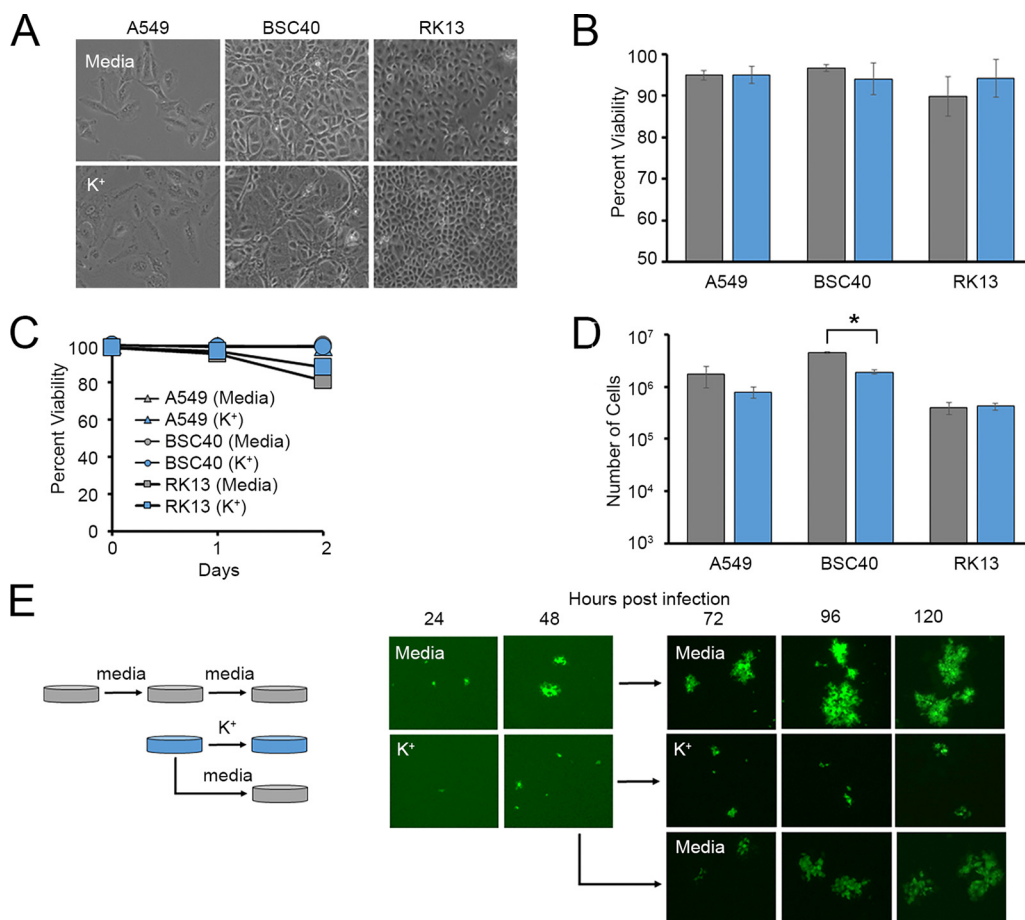 A
A549 BSC40 RK13
Media
K⁺
B
Percent Viability
100
90
80
70
60
50
A549 BSC40 RK13
C
Percent Viability
100
80
60
40
20
0
A549 (Media)
A549 (K⁺)
BSC40 (Media)
BSC40 (K⁺)
RK13 (Media)
RK13 (K⁺)
0 1 2
Days
D
*
Number of Cells
10⁷
10⁶
10⁵
10⁴
10³
A549 BSC40 RK13
E
media media
K⁺
media
Hours post infection
24 48 72 96 120
Media Media
K⁺ K⁺
Media